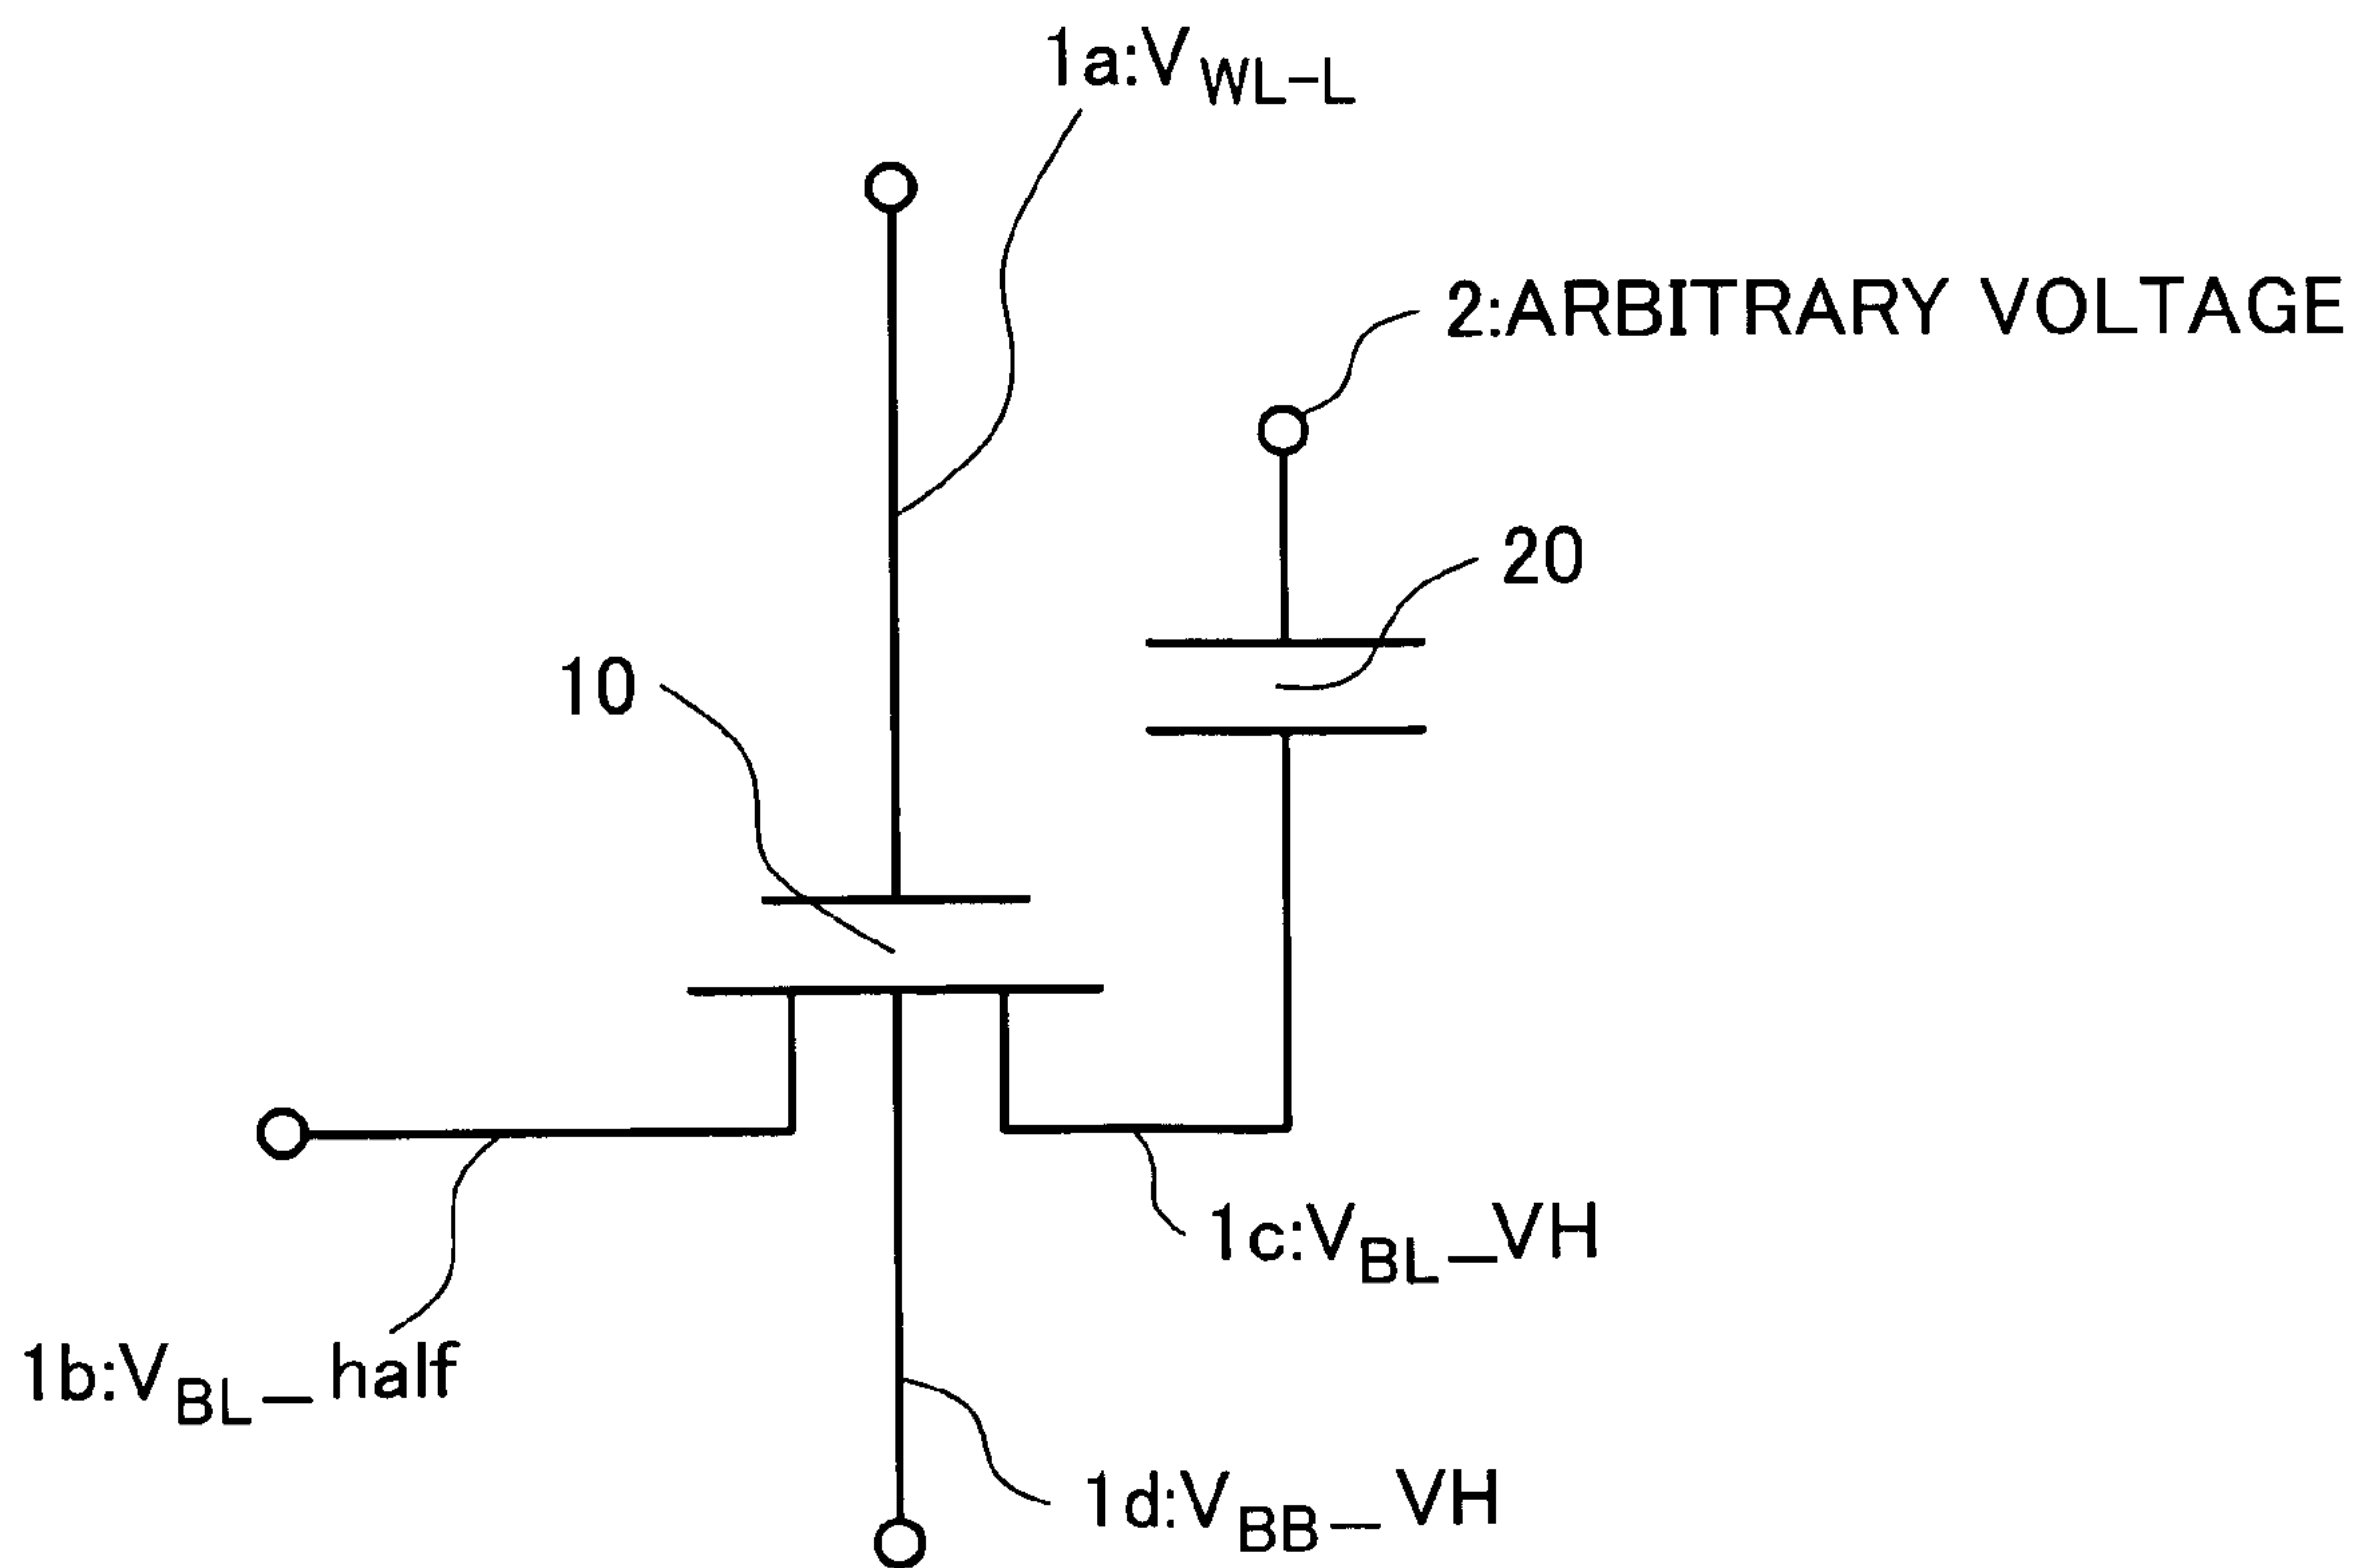 1a:VWL-L
2:ARBITRARY VOLTAGE
20
10
1c:VBL_VH
1b:VBL_half
1d:VBB_VH